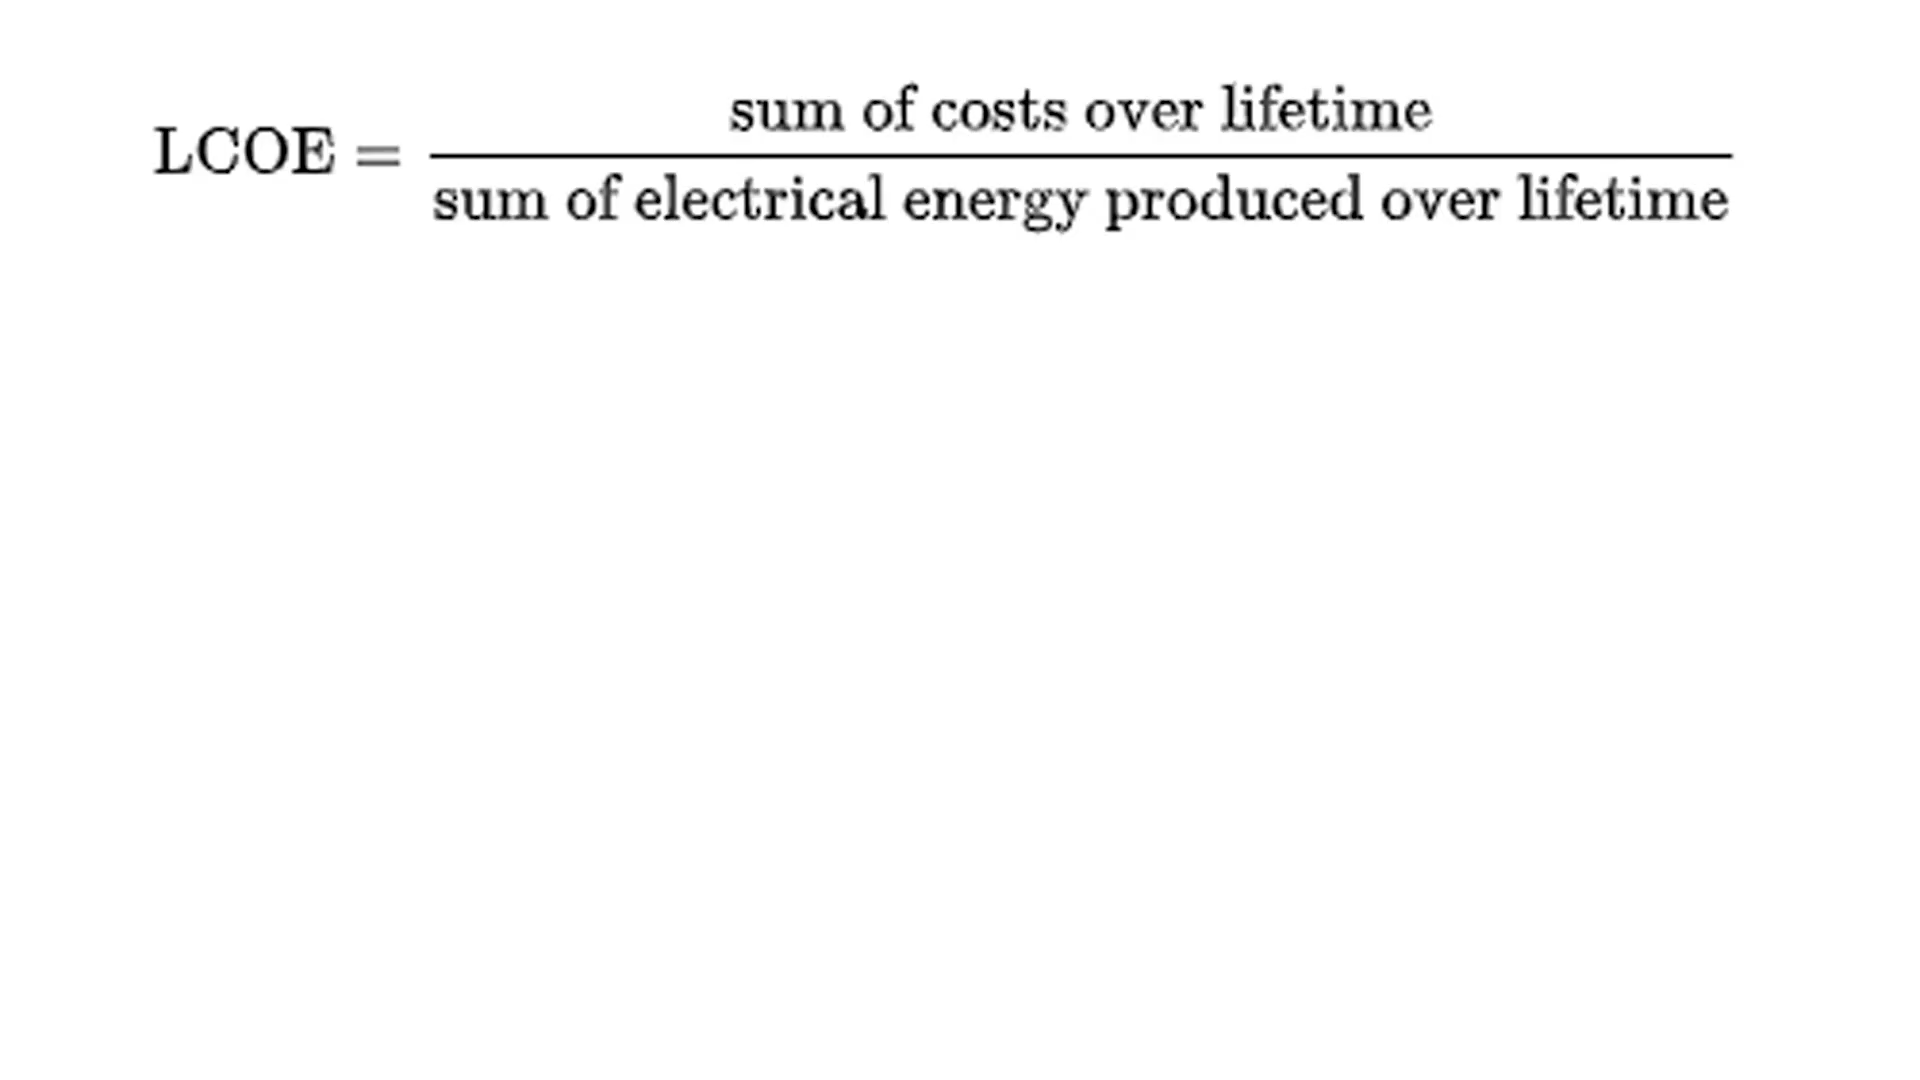 LCOE = sum of costs over lifetime
sum of electrical energy produced over lifetime